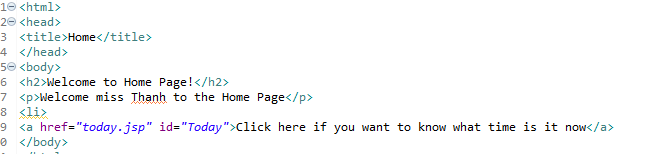 1 <html>
2 <head>
3 <title>Home</title>
4 </head>
5 <body>
6 <h2>Welcome to Home Page!</h2>
7 <p>Welcome miss Thanh to the Home Page</p>
8 <li>
9 <a href="today.jsp" id="Today">Click here if you want to know what time is it now</a>
0 </body>